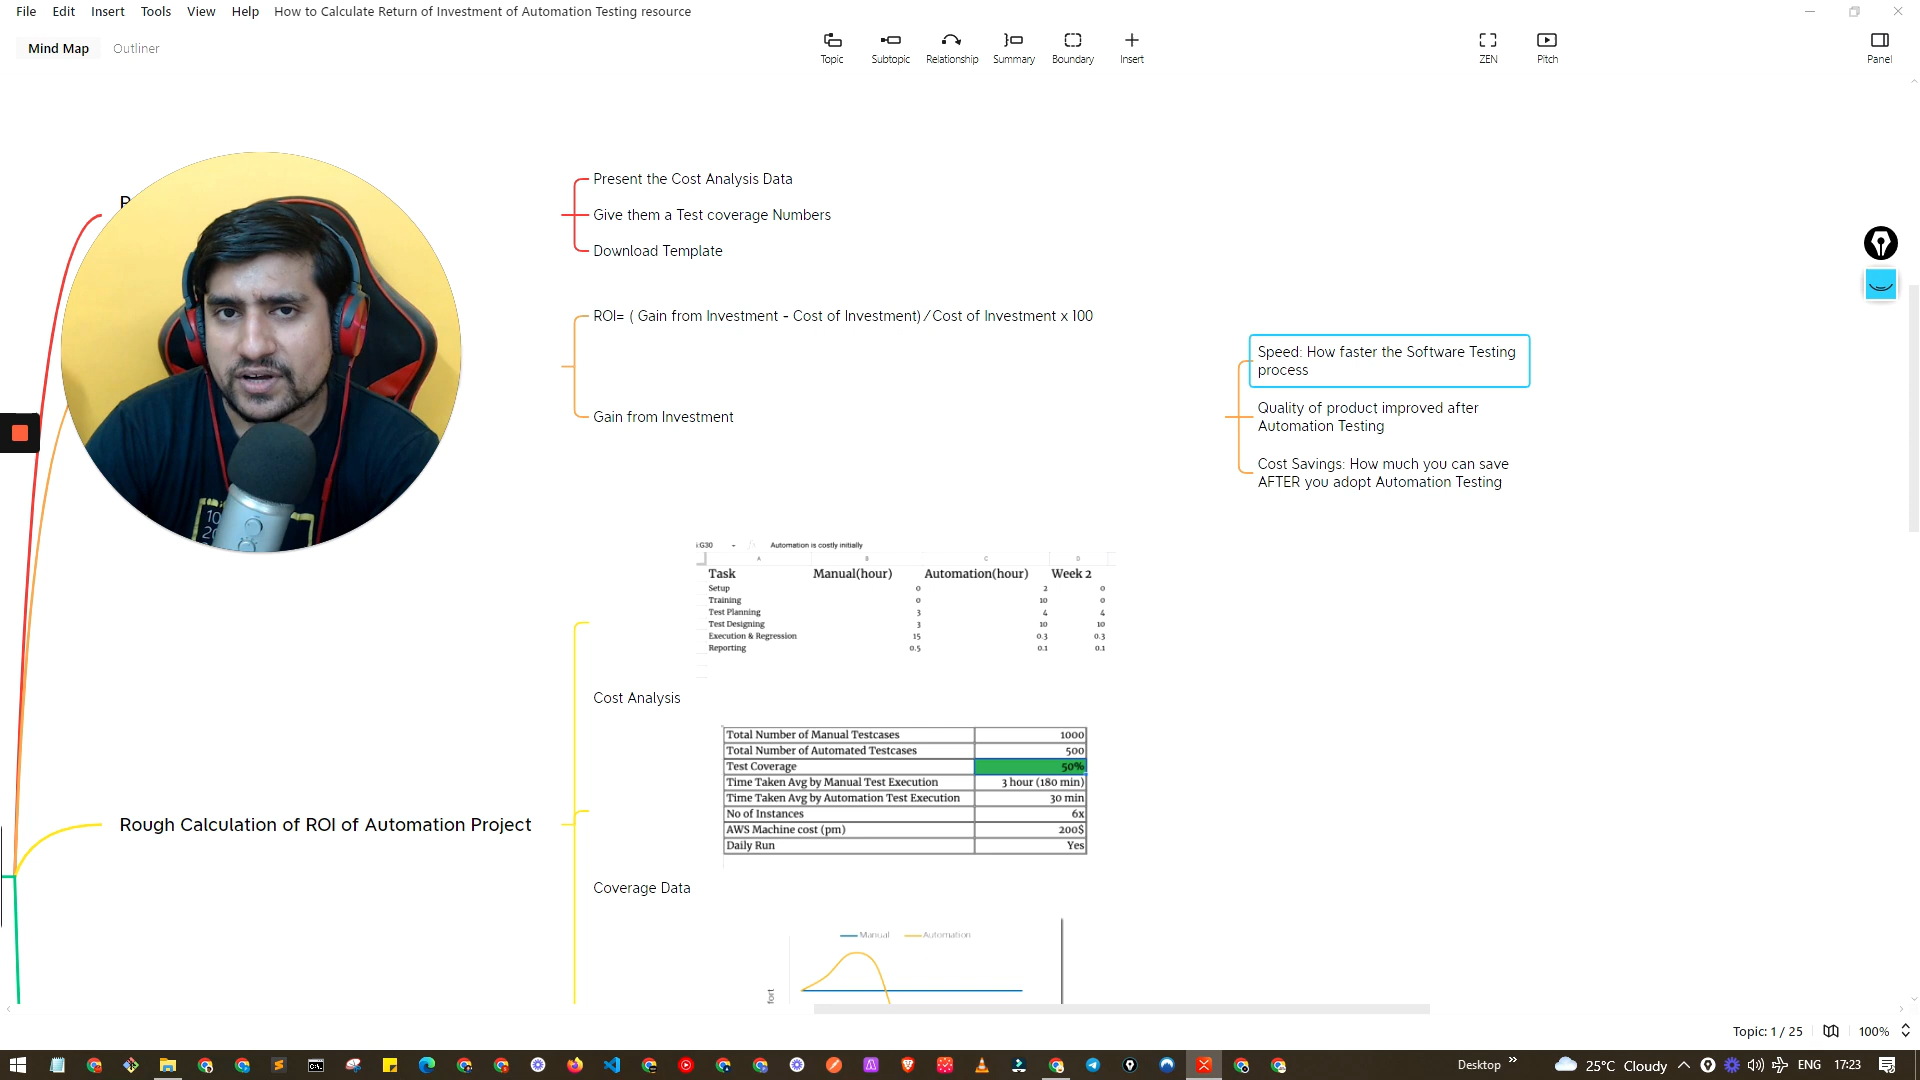 File Edit Insert Tools View Help How to Calculate Return of Investment of Automation Testing resource
Mind Map Outliner
Topic Subtopic Relationship Summary Boundary Insert
ZEN Pitch
Panel
Present the Cost Analysis Data
Give them a Test coverage Numbers
Download Template
ROI= ( Gain from Investment - Cost of Investment)/Cost of Investment x 100
Gain from Investment
Speed: How faster the Software Testing
process
Quality of product improved after
Automation Testing
Cost Savings: How much you can save
AFTER you adopt Automation Testing
:G30 Automation is costly initially
A B C D
Task Manual(hour) Automation(hour) Week 2
Setup 0 2 0
Training 0 10 0
Test Planning 3 4 4
Test Designing 3 10 10
Execution & Regression 15 0.3 0.3
Reporting 0.5 0.1 0.1
Cost Analysis
Total Number of Manual Testcases 1000
Total Number of Automated Testcases 500
Test Coverage 50%
Time Taken Avg by Manual Test Execution 3 hour (180 min)
Time Taken Avg by Automation Test Execution 30 min
No of Instances 6x
AWS Machine cost (pm) 200$
Daily Run Yes
Rough Calculation of ROI of Automation Project
Coverage Data
Manual Automation
Topic: 1 / 25 100%
Desktop 25°C Cloudy ENG 17:23